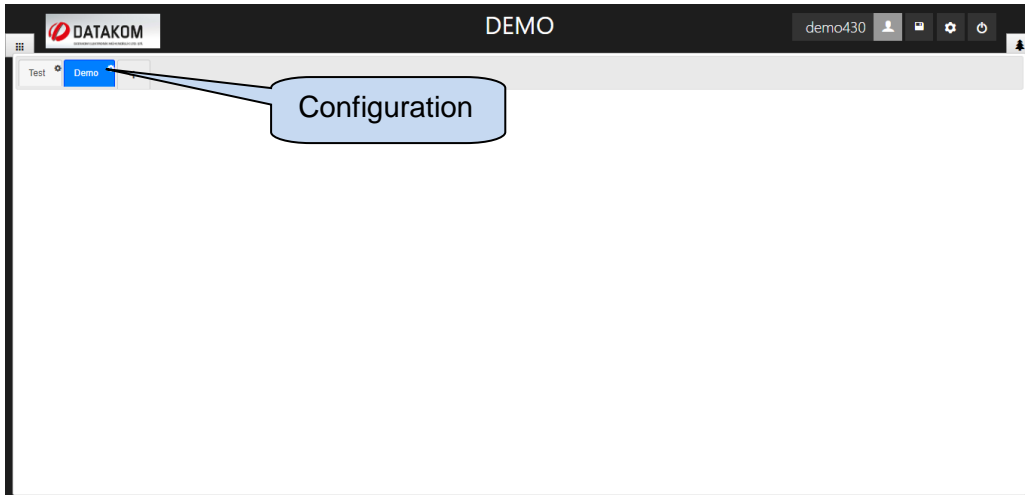 DATAKOM
DEMO
demo430
Test
Demo
+
Configuration